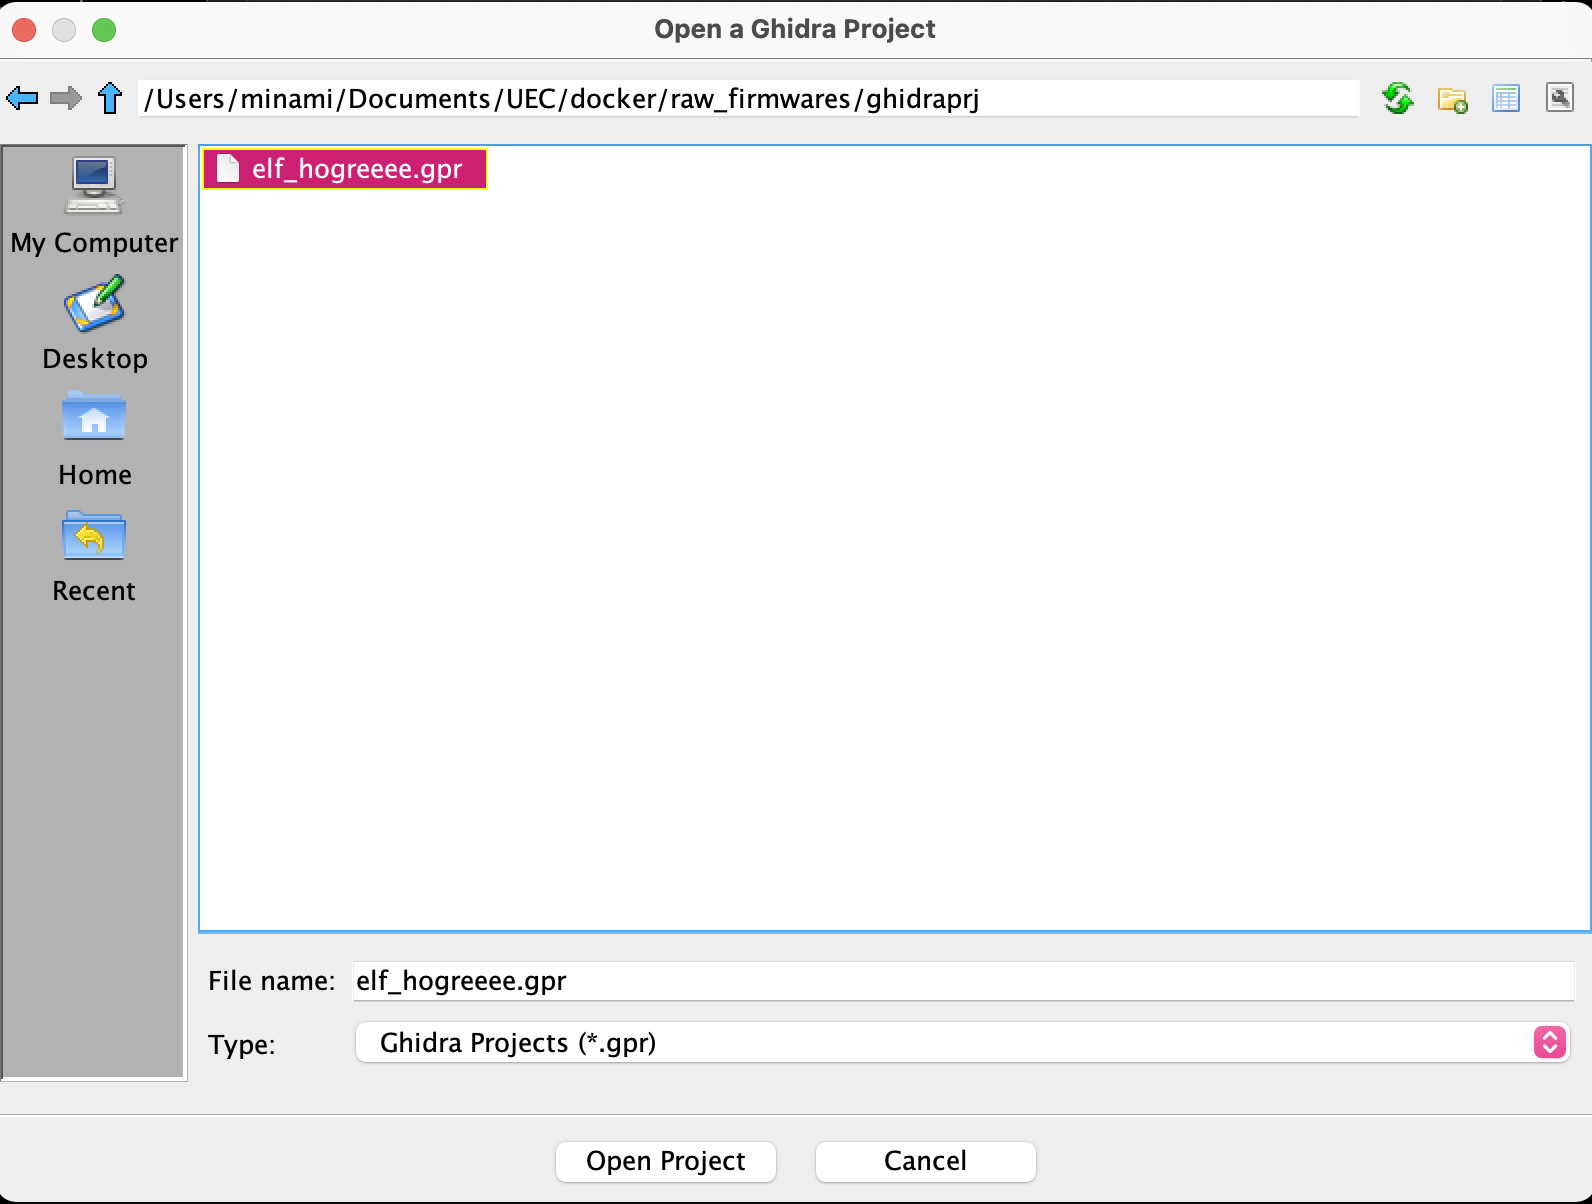 Open a Ghidra Project
/Users/minami/Documents/UEC/docker/raw_firmwares/ghidraprj
elf_hogreeee.gpr
My Computer
Desktop
Home
Recent
File name: elf_hogreeee.gpr
Type: Ghidra Projects (*.gpr)
Open Project Cancel